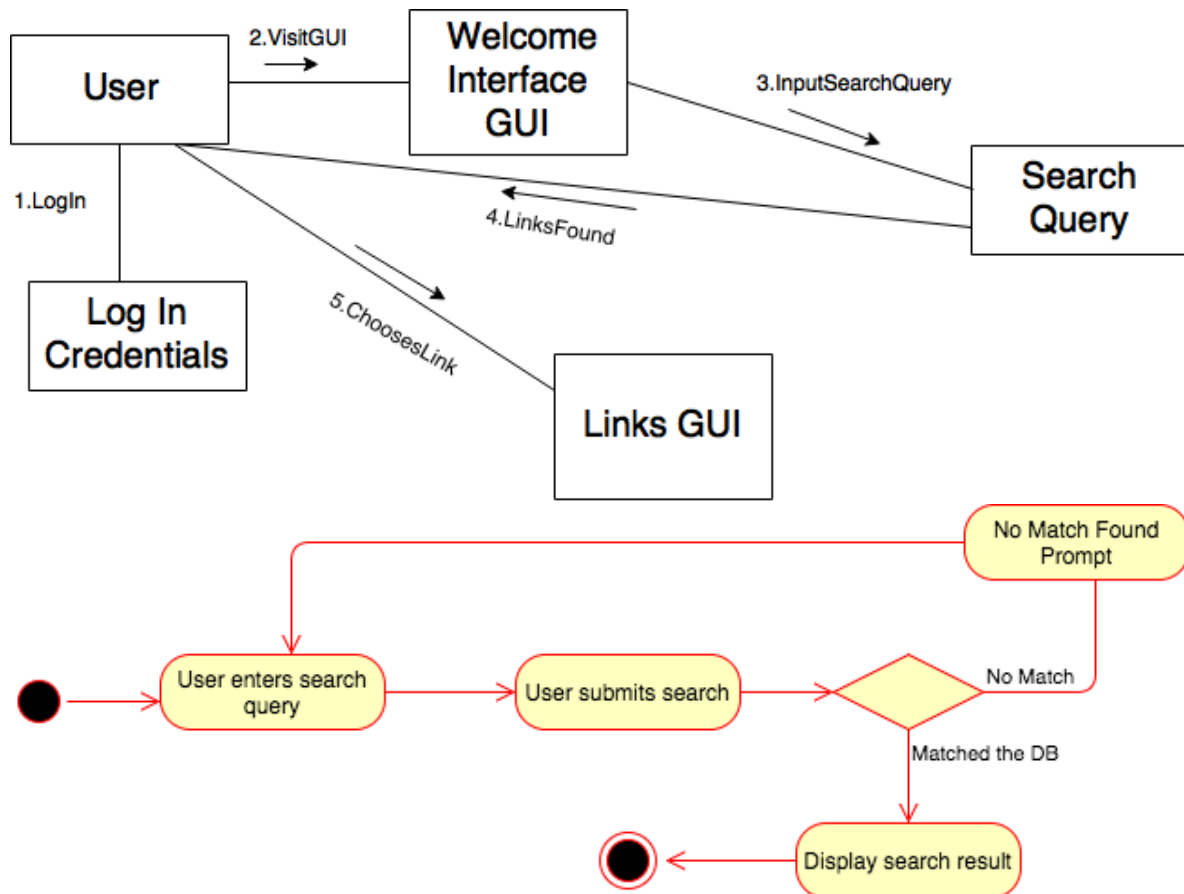 2.VisitGUI
User
Welcome
Interface
GUI
3.InputSearchQuery
Search
Query
1.LogIn
4.LinksFound
5.ChoosesLink
Log In
Credentials
Links GUI
No Match Found
Prompt
User enters search
query
User submits search
No Match
Matched the DB
Display search result